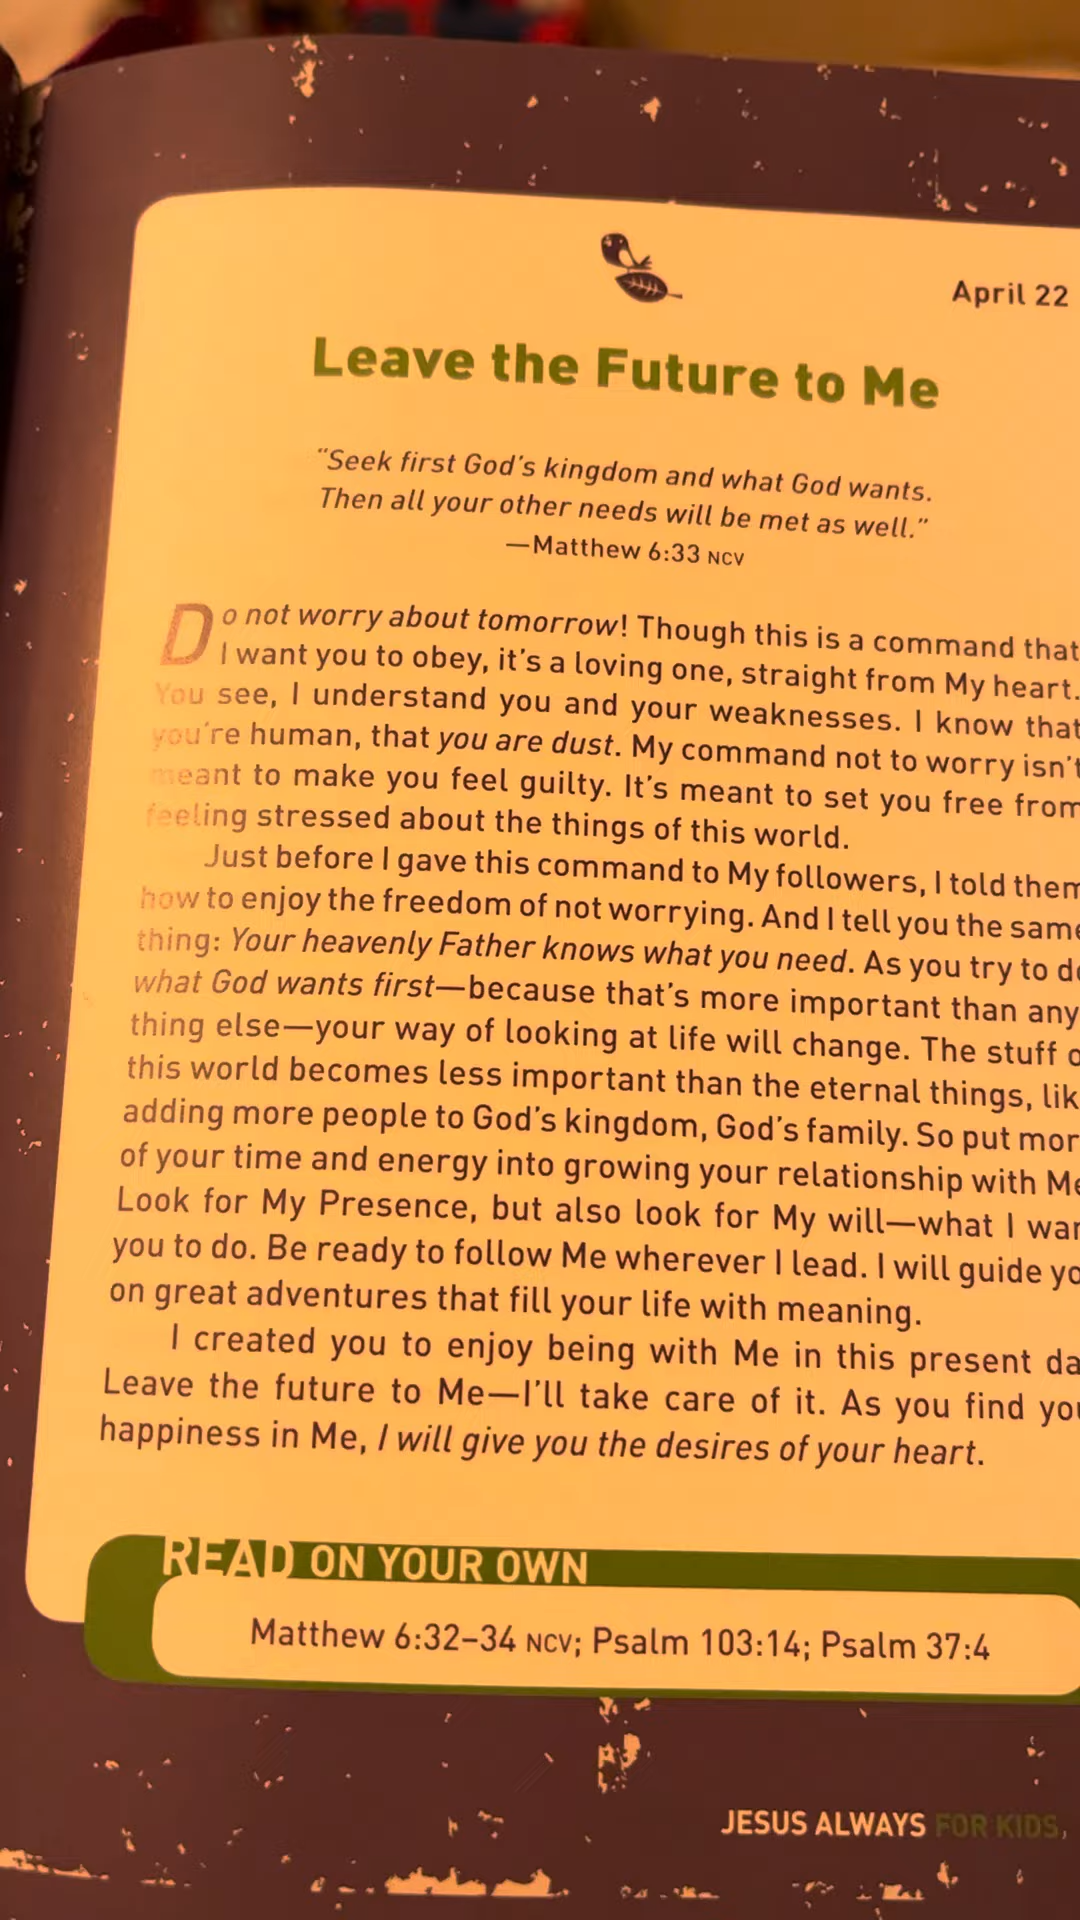 April 22
Leave the Future to Me
"Seek first God's kingdom and what God wants.
Then all your other needs will be met as well."
—Matthew 6:33 NCV
Do not worry about tomorrow! Though this is a command that
I want you to obey, it's a loving one, straight from My heart.
You see, I understand you and your weaknesses. I know that
you're human, that you are dust. My command not to worry isn't
meant to make you feel guilty. It's meant to set you free from
feeling stressed about the things of this world.
Just before I gave this command to My followers, I told them
how to enjoy the freedom of not worrying. And I tell you the same
thing: Your heavenly Father knows what you need. As you try to do
what God wants first—because that's more important than any
thing else—your way of looking at life will change. The stuff o
this world becomes less important than the eternal things, lik
adding more people to God's kingdom, God's family. So put mor
of your time and energy into growing your relationship with Me
Look for My Presence, but also look for My will—what I wan
you to do. Be ready to follow Me wherever I lead. I will guide yo
on great adventures that fill your life with meaning.
I created you to enjoy being with Me in this present da
Leave the future to Me—I'll take care of it. As you find you
happiness in Me, I will give you the desires of your heart.
READ ON YOUR OWN
Matthew 6:32–34 NCV; Psalm 103:14; Psalm 37:4
JESUS ALWAYS FOR KIDS,